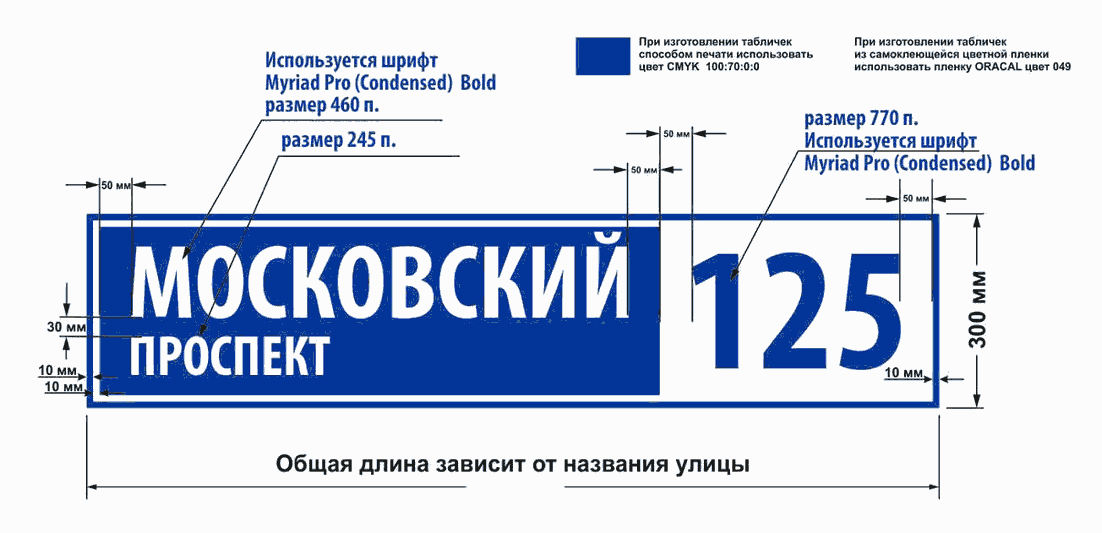 Используется шрифт
Myriad Pro (Condensed) Bold
размер 460 п.
размер 245 п.
При изготовлении табличек
способом печати использовать
цвет CMYK 100:70:0:0
При изготовлении табличек
из самоклеющейся цветной пленки
использовать пленку ORACAL цвет 049
размер 770 п.
Используется шрифт
Myriad Pro (Condensed) Bold
50 мм
50 мм
50 мм
50 мм
МОСКОВСКИЙ
ПРОСПЕКТ
125
30 мм
10 мм
10 мм
10 мм
300 мм
Общая длина зависит от названия улицы